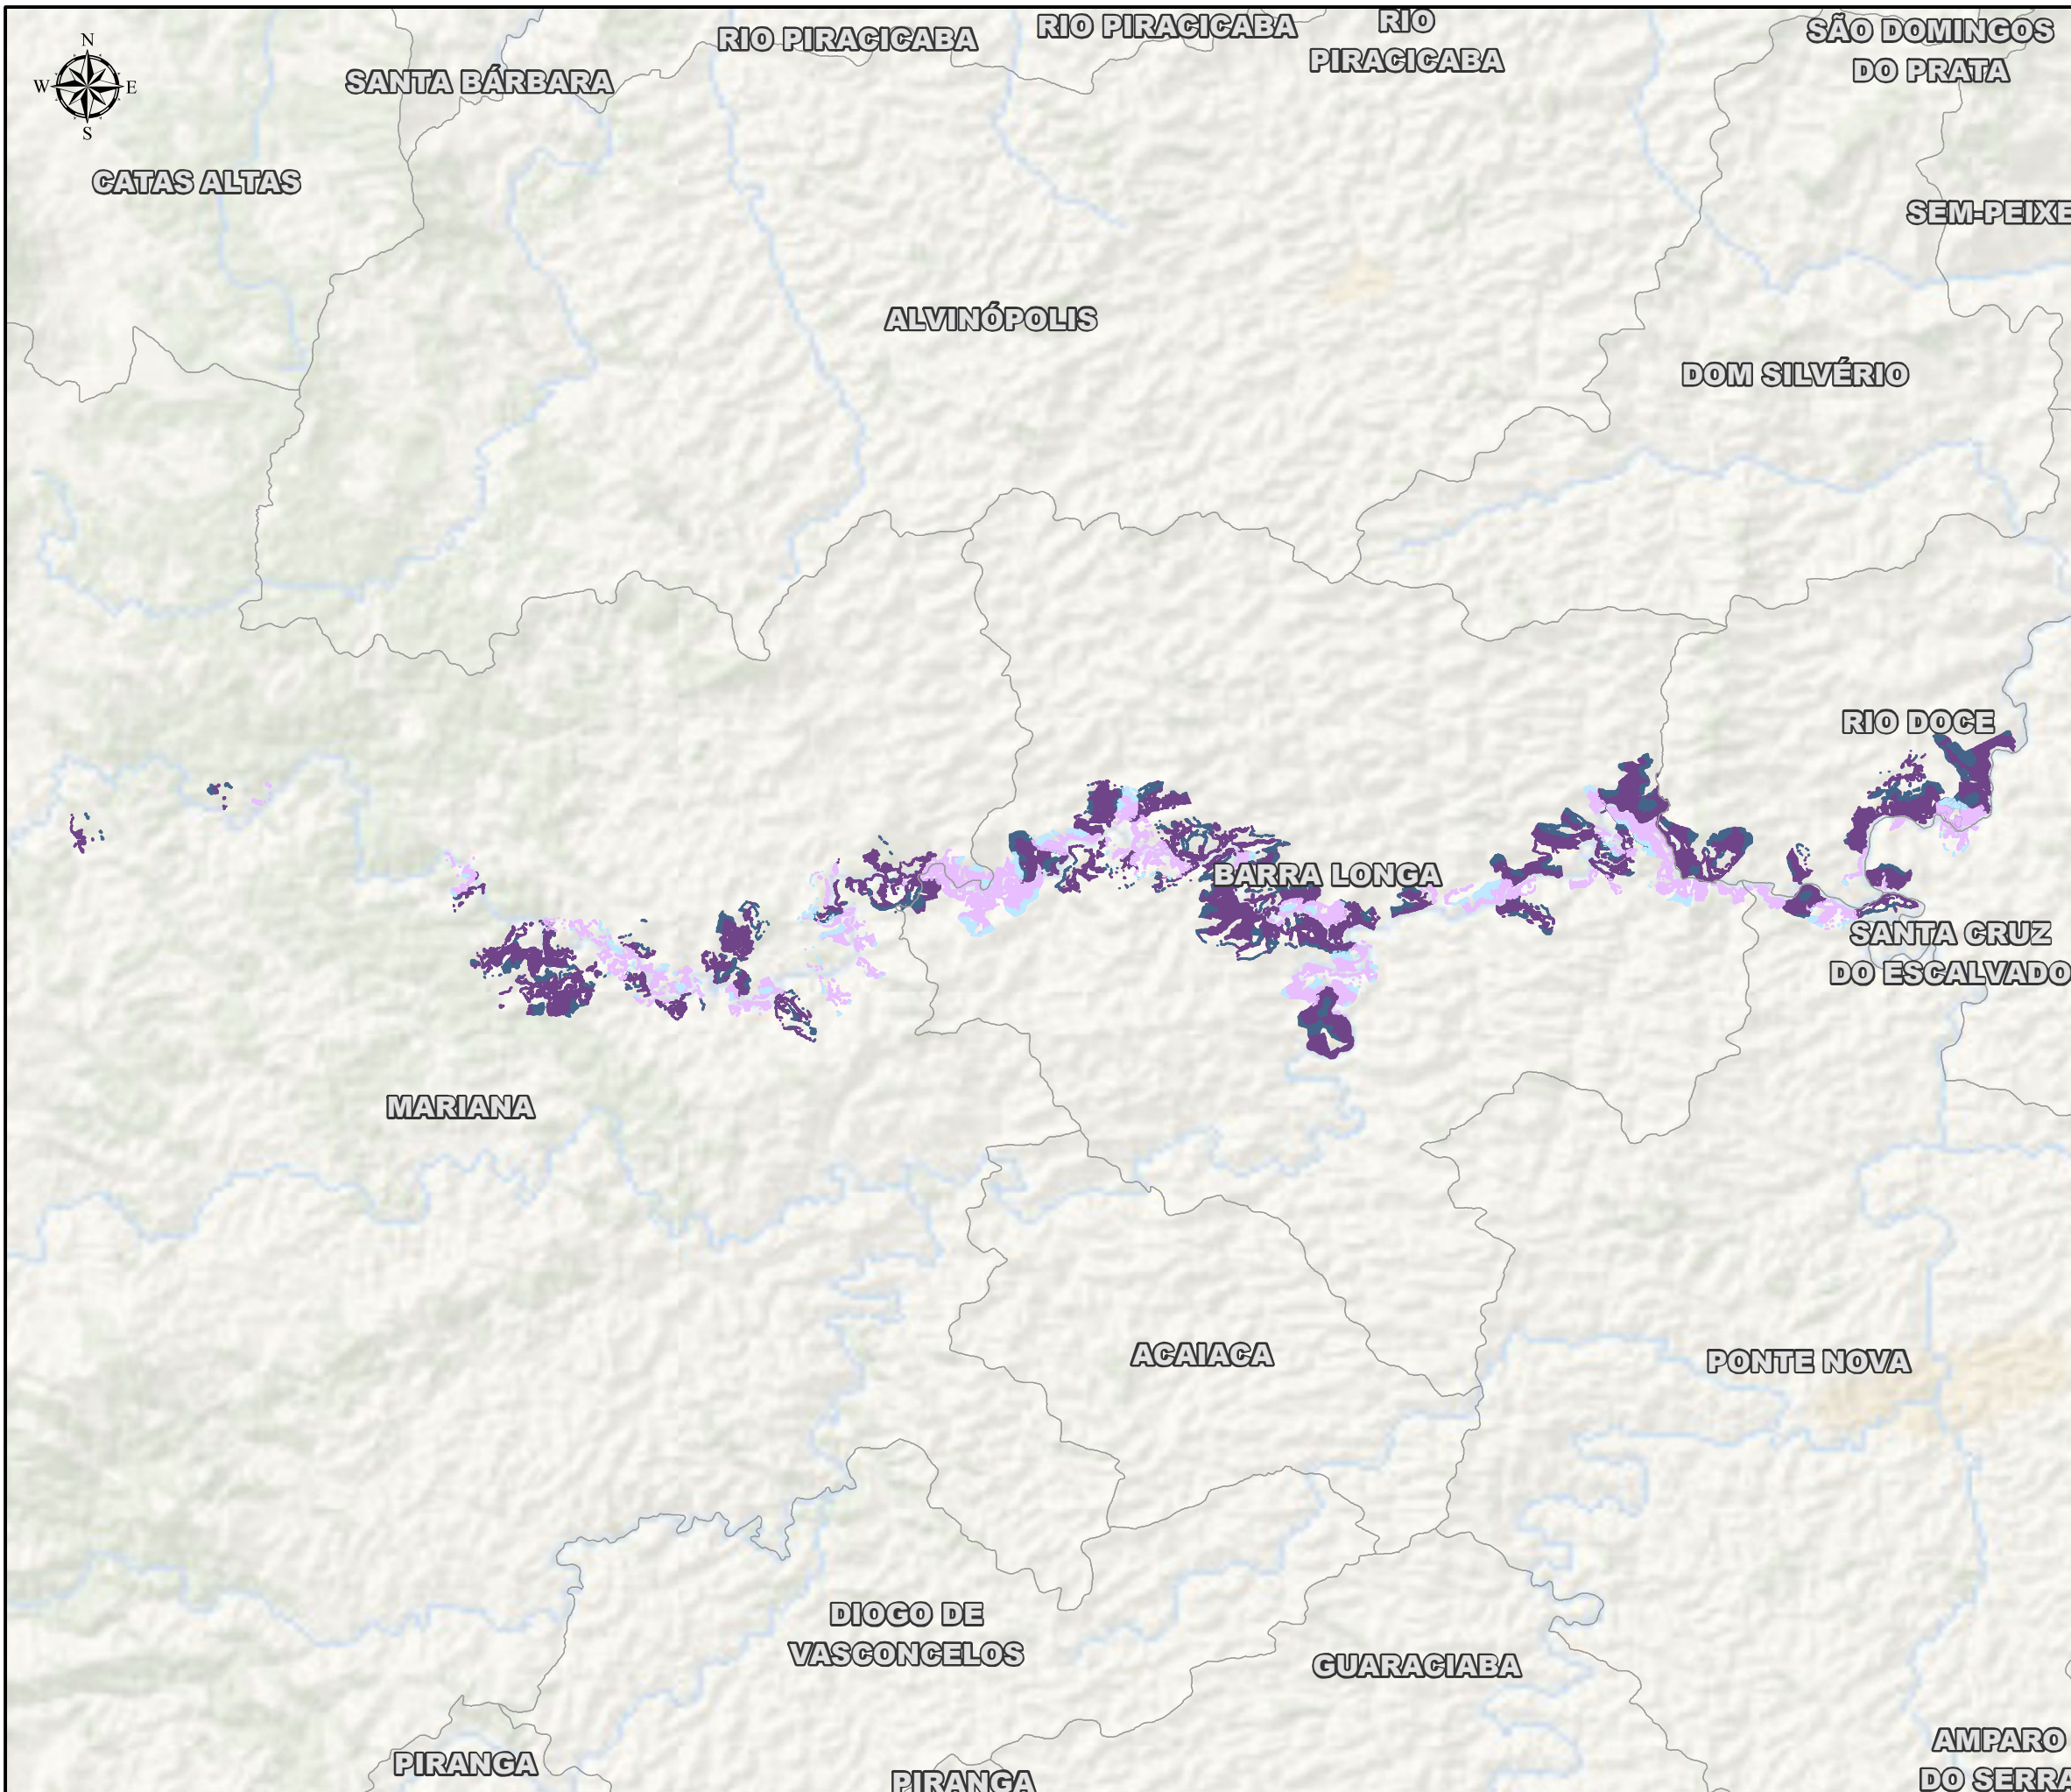 RIO PIRACICABA
RIO PIRACICABA
RIO
PIRACICABA
SÃO DOMINGOS
DO PRATA
N
W E
S
SANTA BÁRBARA
CATAS ALTAS
SEM-PEIXE
ALVINÓPOLIS
DOM SILVÉRIO
RIO DOCE
BARRA LONGA
SANTA CRUZ
DO ESCALVADO
MARIANA
ACAIACA
PONTE NOVA
DIOGO DE
VASCONCELOS
GUARACIABA
PIRANGA
PIRANGA
AMPARO
DO SERRA